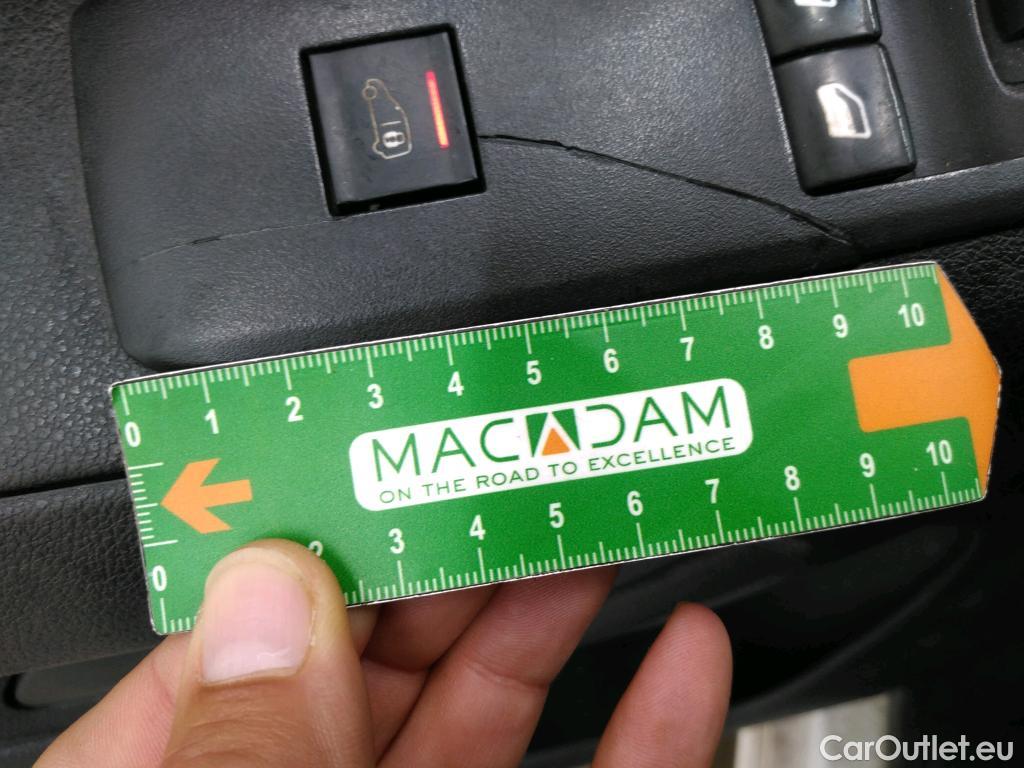 0 1 2 3 4 5 6 7 8 9 10
MACADAM
ON THE ROAD TO EXCELLENCE
0 2 3 4 5 6 7 8 9 10
CarOutlet.eu